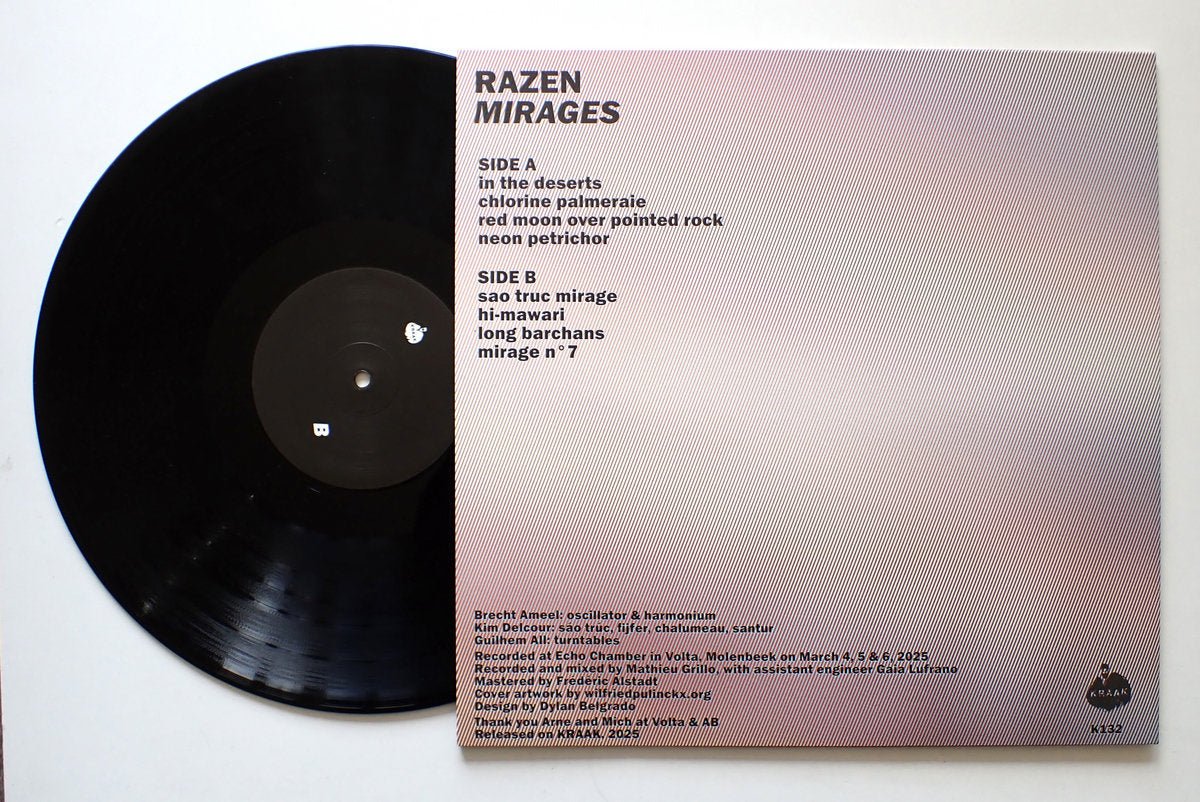 RAZEN
MIRAGES
SIDE A
in the deserts
chlorine palmeraie
red moon over pointed rock
neon petrichor
SIDE B
sao truc mirage
hi-mawari
long barchans
mirage n°7
Brecht Ameel: oscillator & harmonium
Kim Delcour: sáo trúc, fijfer, chalumeau, santur
Guilhem All: turntables
Recorded at Echo Chamber in Volta, Molenbeek on March 4, 5 & 6, 2025
Recorded and mixed by Mathieu Grillo, with assistant engineer Gaia Lufrano
Mastered by Frédéric Alstadt
Cover artwork by wilfriedpulinckx.org
Design by Dylan Belgrado
Thank you Arne and Mich at Volta & AB
Released on KRAAK, 2025
KRAAK
K132
KRAAK
B